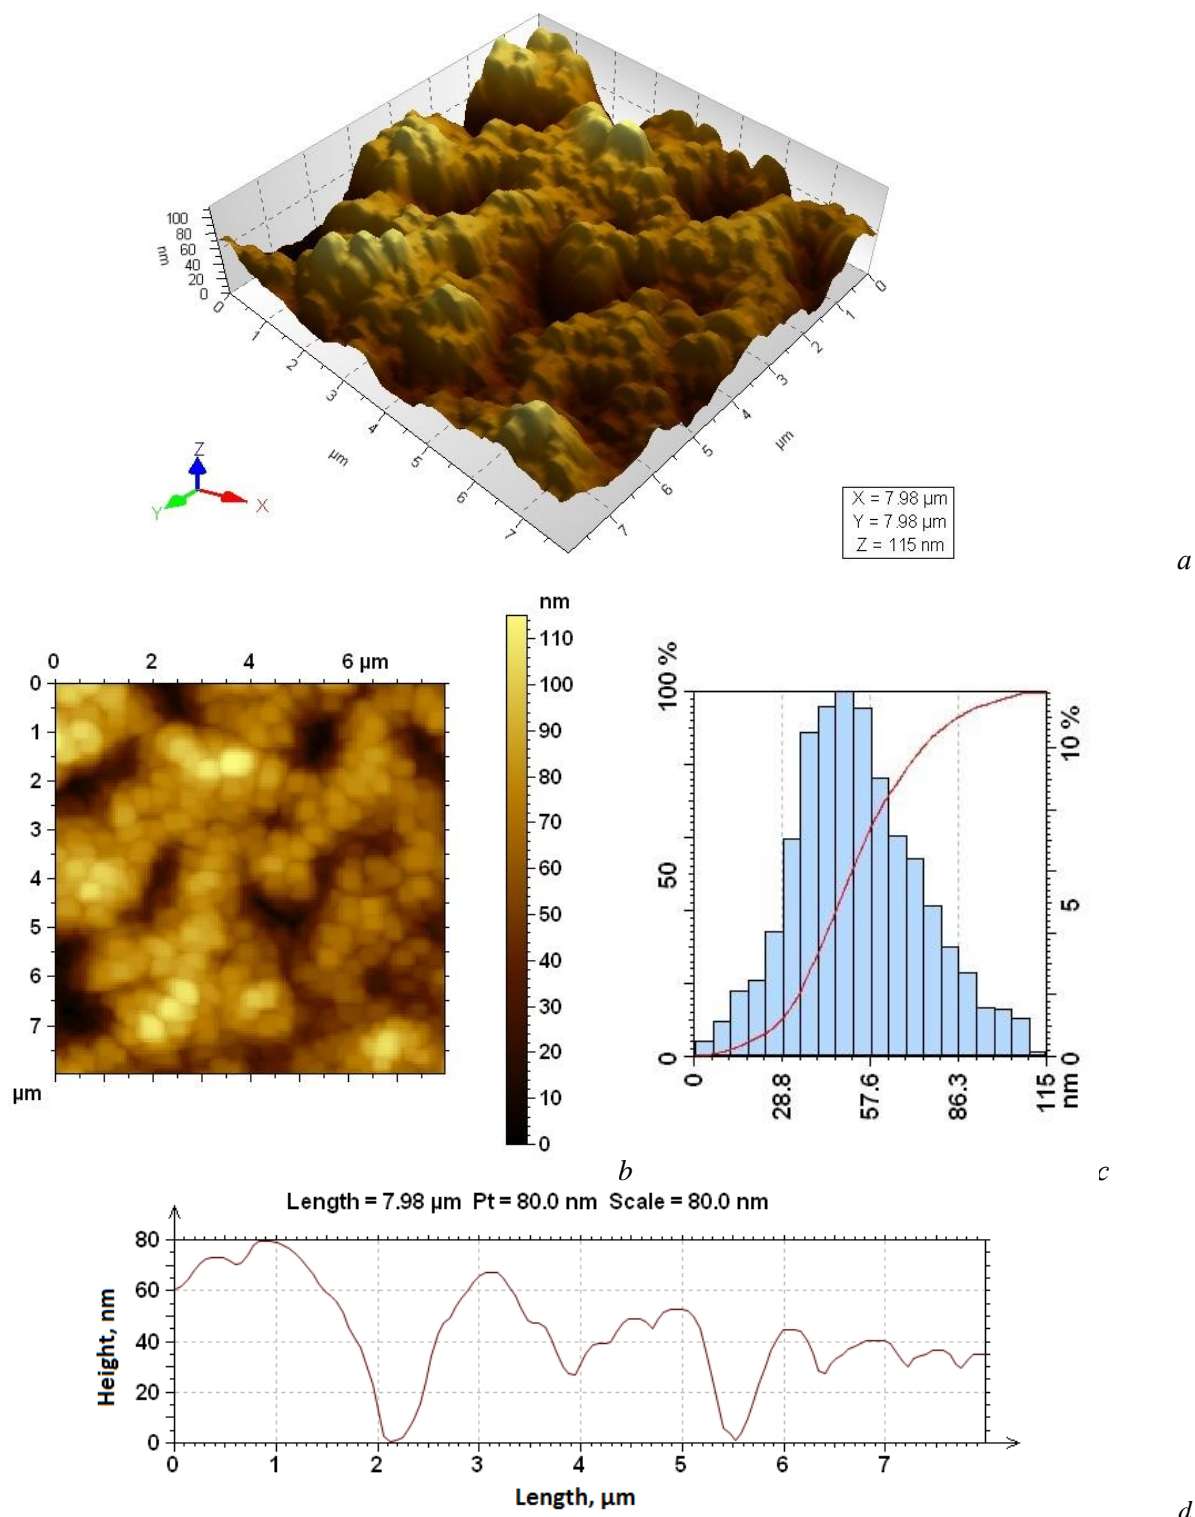 100
80
60
40
20
0
nm
0
1
2
3
4
5
6
7
µm
0
1
2
3
4
5
6
7
µm
Z
Y
X
X = 7.98 µm
Y = 7.98 µm
Z = 115 nm
a
nm
110
100
90
80
70
60
50
40
30
20
10
0
0 2 4 6 µm
0
1
2
3
4
5
6
7
µm
b
100 %
50
0
10 %
5
0
0 28.8 57.6 86.3 115
nm
c
Length = 7.98 µm Pt = 80.0 nm Scale = 80.0 nm
80
60
40
20
0
Height, nm
0 1 2 3 4 5 6 7
Length, µm
d